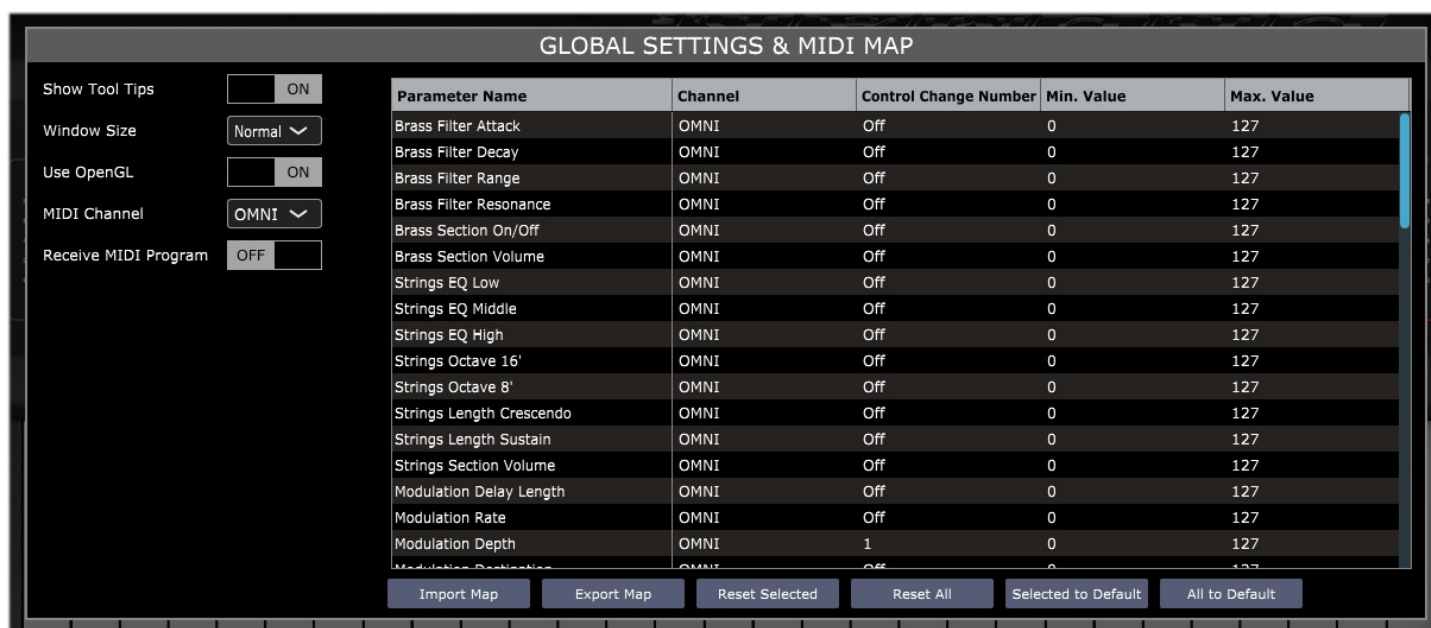 GLOBAL SETTINGS & MIDI MAP
Show Tool Tips ON
Window Size Normal
Use OpenGL ON
MIDI Channel OMNI
Receive MIDI Program OFF
Parameter Name Channel Control Change Number Min. Value Max. Value
Brass Filter Attack OMNI Off 0 127
Brass Filter Decay OMNI Off 0 127
Brass Filter Range OMNI Off 0 127
Brass Filter Resonance OMNI Off 0 127
Brass Section On/Off OMNI Off 0 127
Brass Section Volume OMNI Off 0 127
Strings EQ Low OMNI Off 0 127
Strings EQ Middle OMNI Off 0 127
Strings EQ High OMNI Off 0 127
Strings Octave 16' OMNI Off 0 127
Strings Octave 8' OMNI Off 0 127
Strings Length Crescendo OMNI Off 0 127
Strings Length Sustain OMNI Off 0 127
Strings Section Volume OMNI Off 0 127
Modulation Delay Length OMNI Off 0 127
Modulation Rate OMNI Off 0 127
Modulation Depth OMNI 1 0 127
Modulation Destination OMNI Off 0 127
Import Map Export Map Reset Selected Reset All Selected to Default All to Default